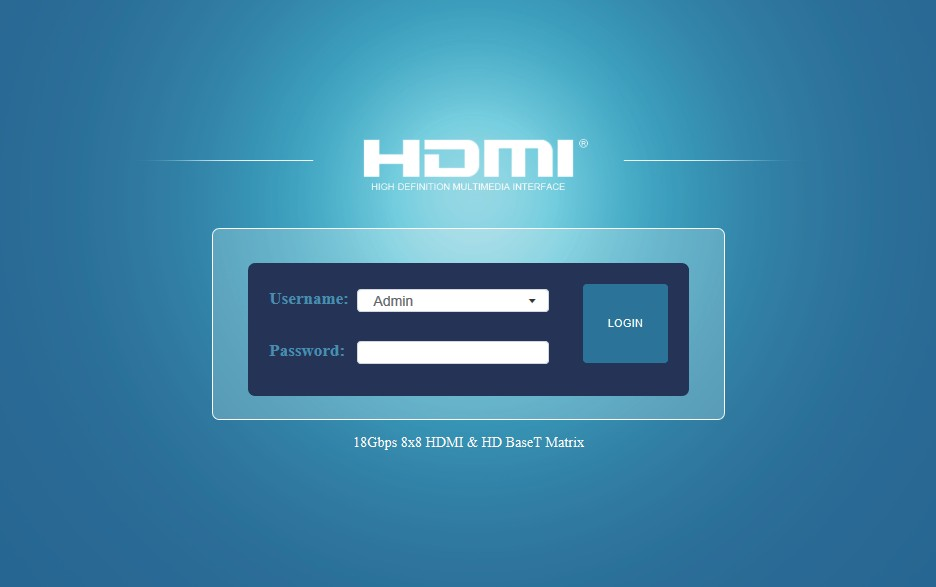 HDMI®
HIGH DEFINITION MULTIMEDIA INTERFACE
Username: Admin
LOGIN
Password:
18Gbps 8x8 HDMI & HD BaseT Matrix